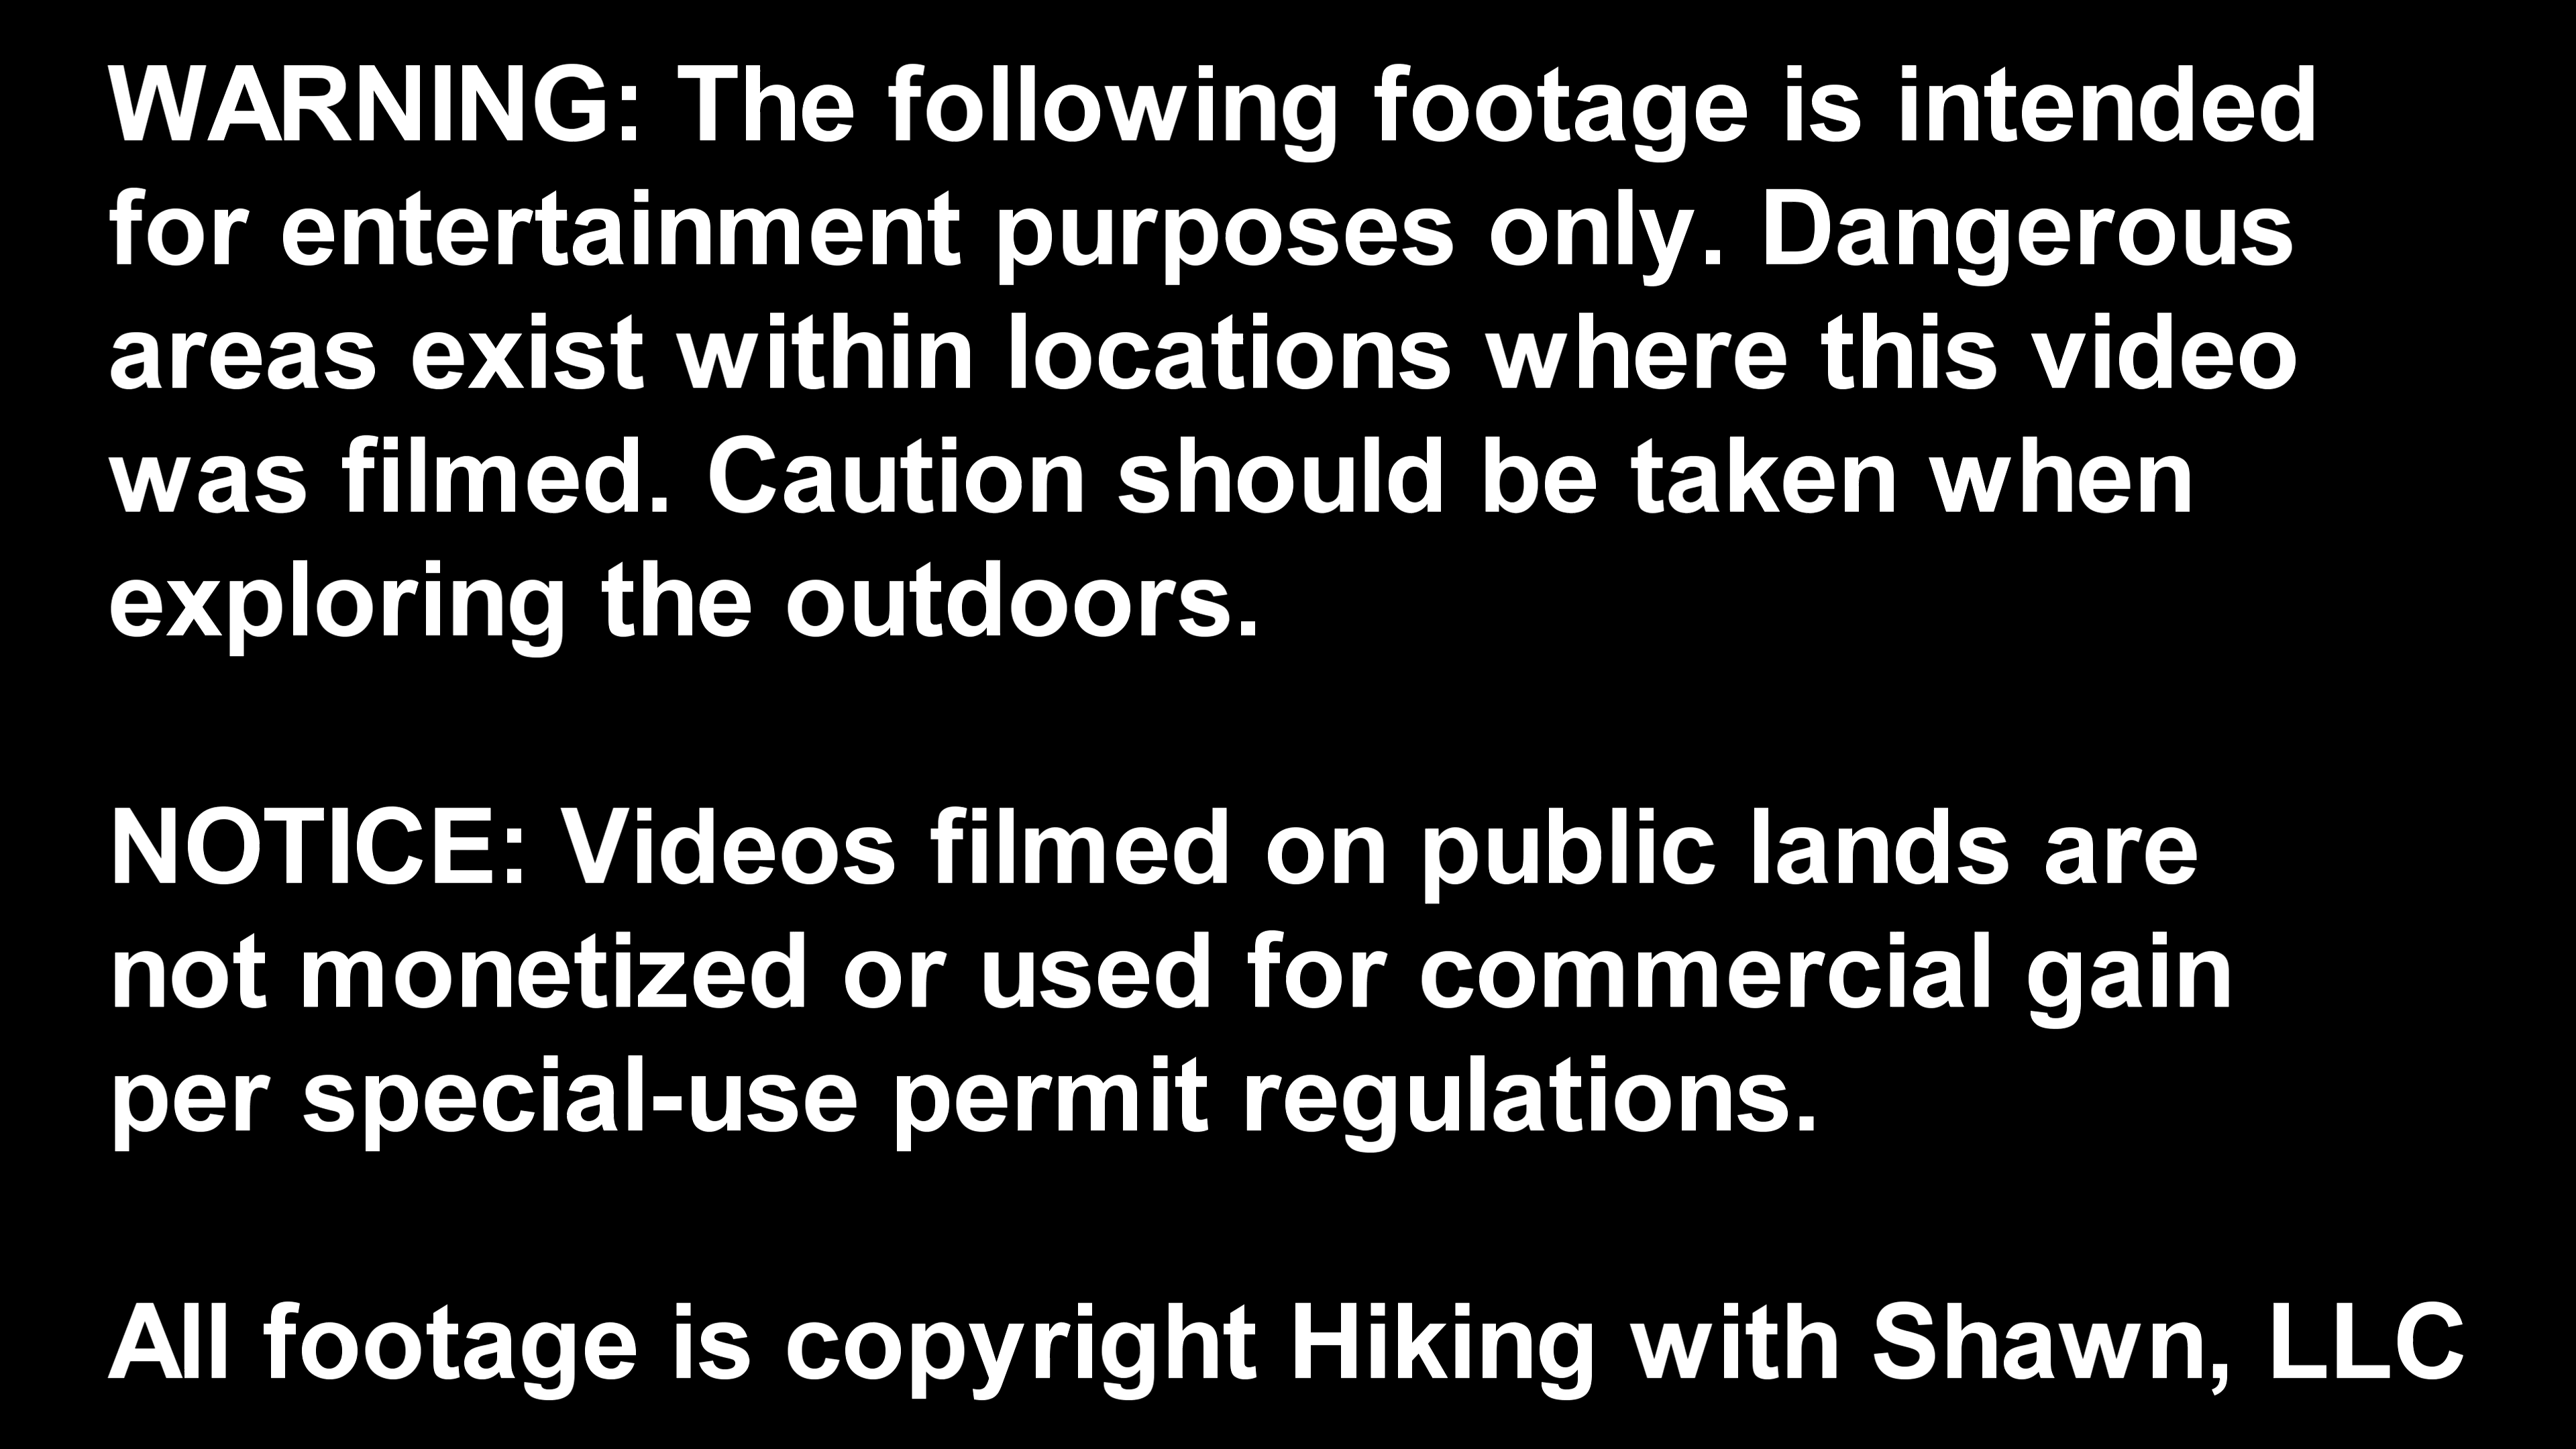 WARNING: The following footage is intended
for entertainment purposes only. Dangerous
areas exist within locations where this video
was filmed. Caution should be taken when
exploring the outdoors.
NOTICE: Videos filmed on public lands are
not monetized or used for commercial gain
per special-use permit regulations.
All footage is copyright Hiking with Shawn, LLC